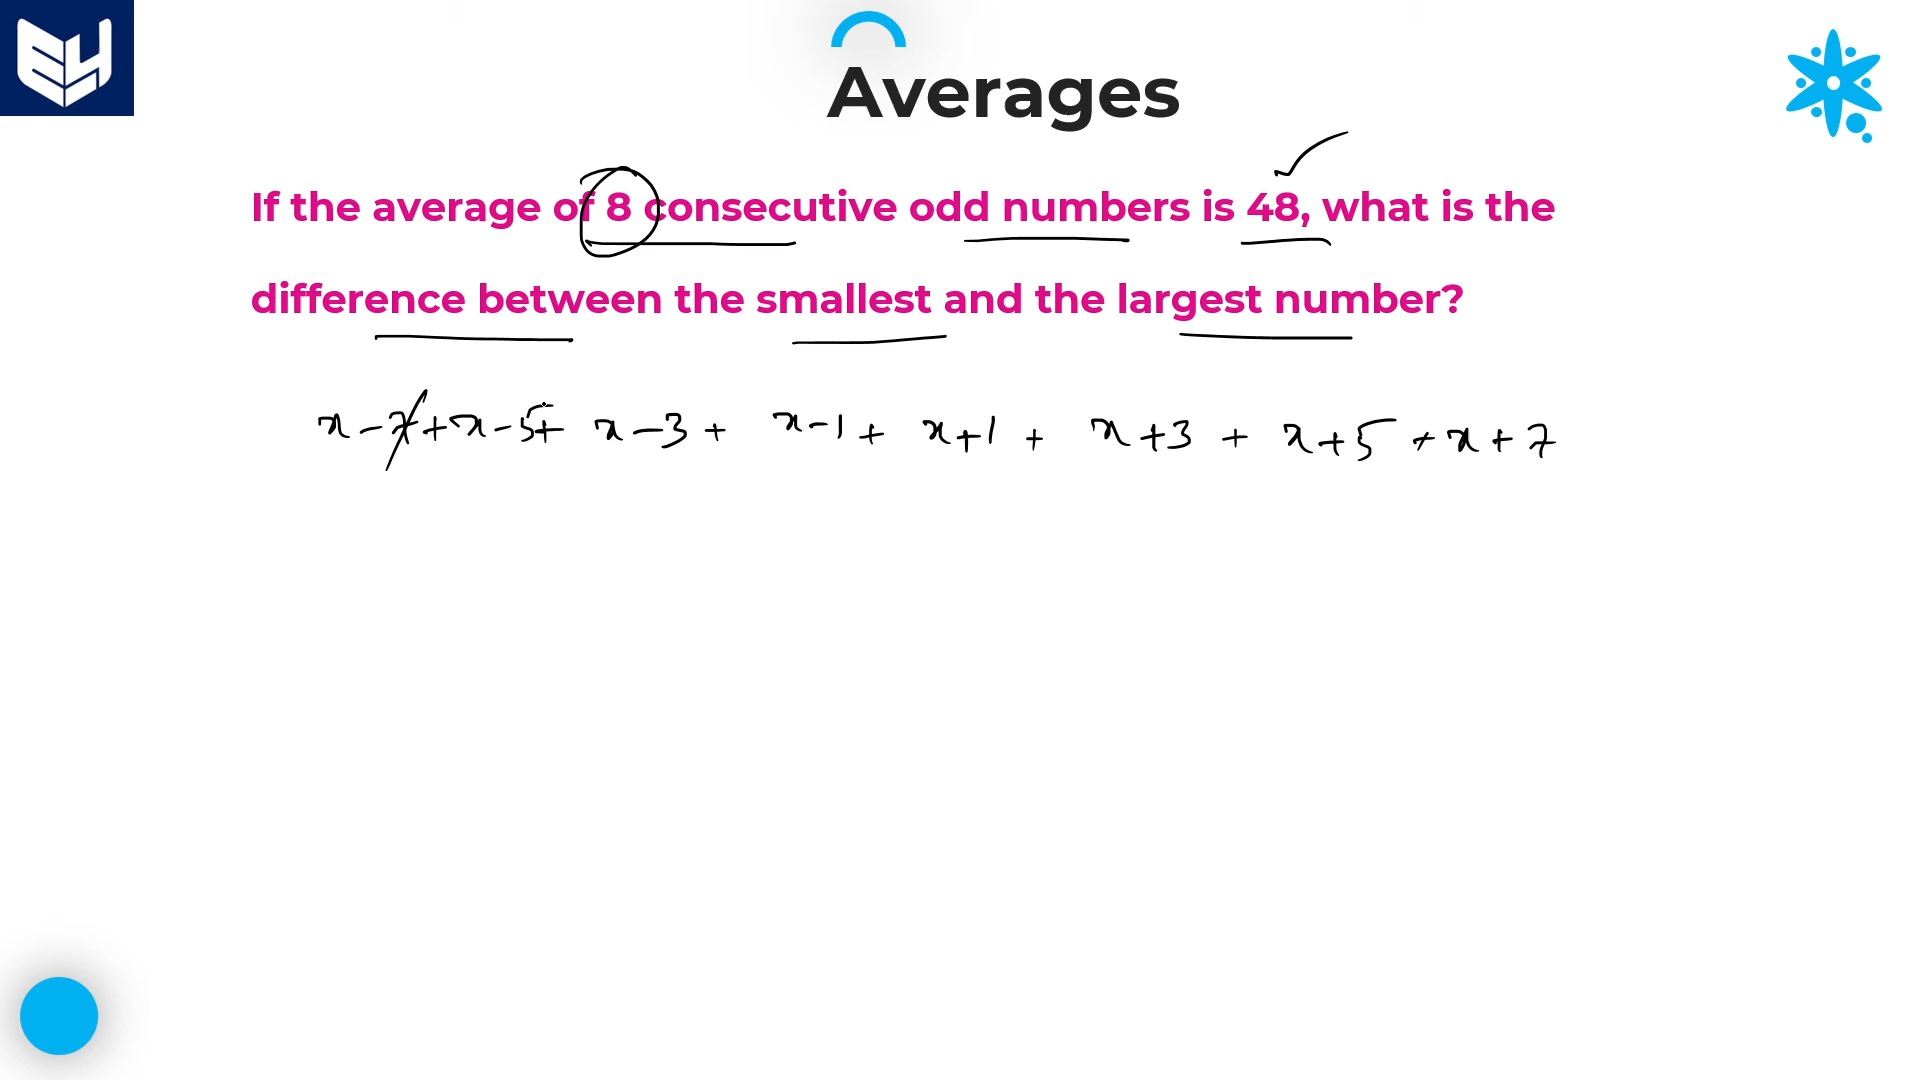 Averages
If the average of 8 consecutive odd numbers is 48, what is the
difference between the smallest and the largest number?
x-7+x-5+ x-3 + x-1 + x+1 + x+3 + x+5 + x+7